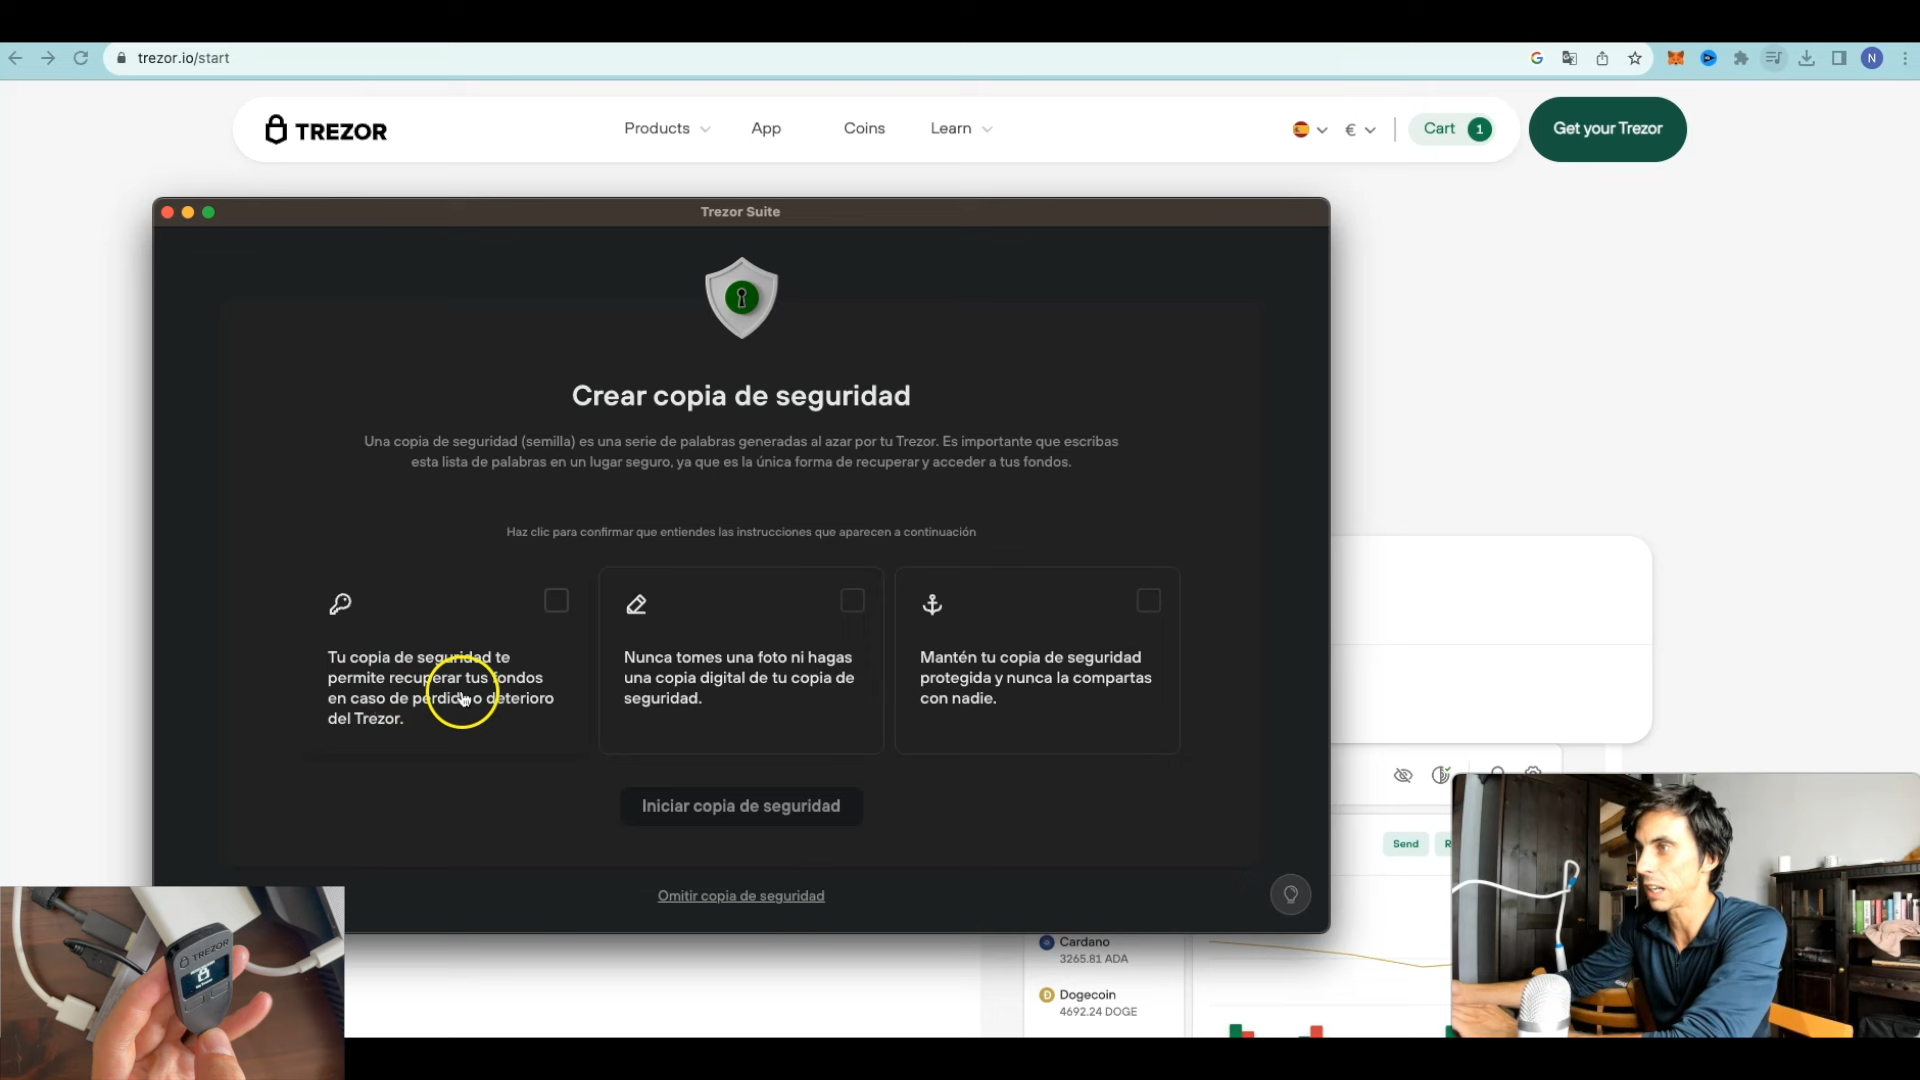 trezor.io/start
G
N
TREZOR
Products
App
Coins
Learn
€
Cart 1
Get your Trezor
Trezor Suite
Crear copia de seguridad
Una copia de seguridad (semilla) es una serie de palabras generadas al azar por tu Trezor. Es importante que escribas
esta lista de palabras en un lugar seguro, ya que es la única forma de recuperar y acceder a tus fondos.
Haz clic para confirmar que entiendes las instrucciones que aparecen a continuación
Tu copia de seguridad te
permite recuperar tus fondos
en caso de pérdida o deterioro
del Trezor.
Nunca tomes una foto ni hagas
una copia digital de tu copia de
seguridad.
Mantén tu copia de seguridad
protegida y nunca la compartas
con nadie.
Iniciar copia de seguridad
Omitir copia de seguridad
Send
R
Cardano
3265.81 ADA
Dogecoin
4692.24 DOGE
TREZOR